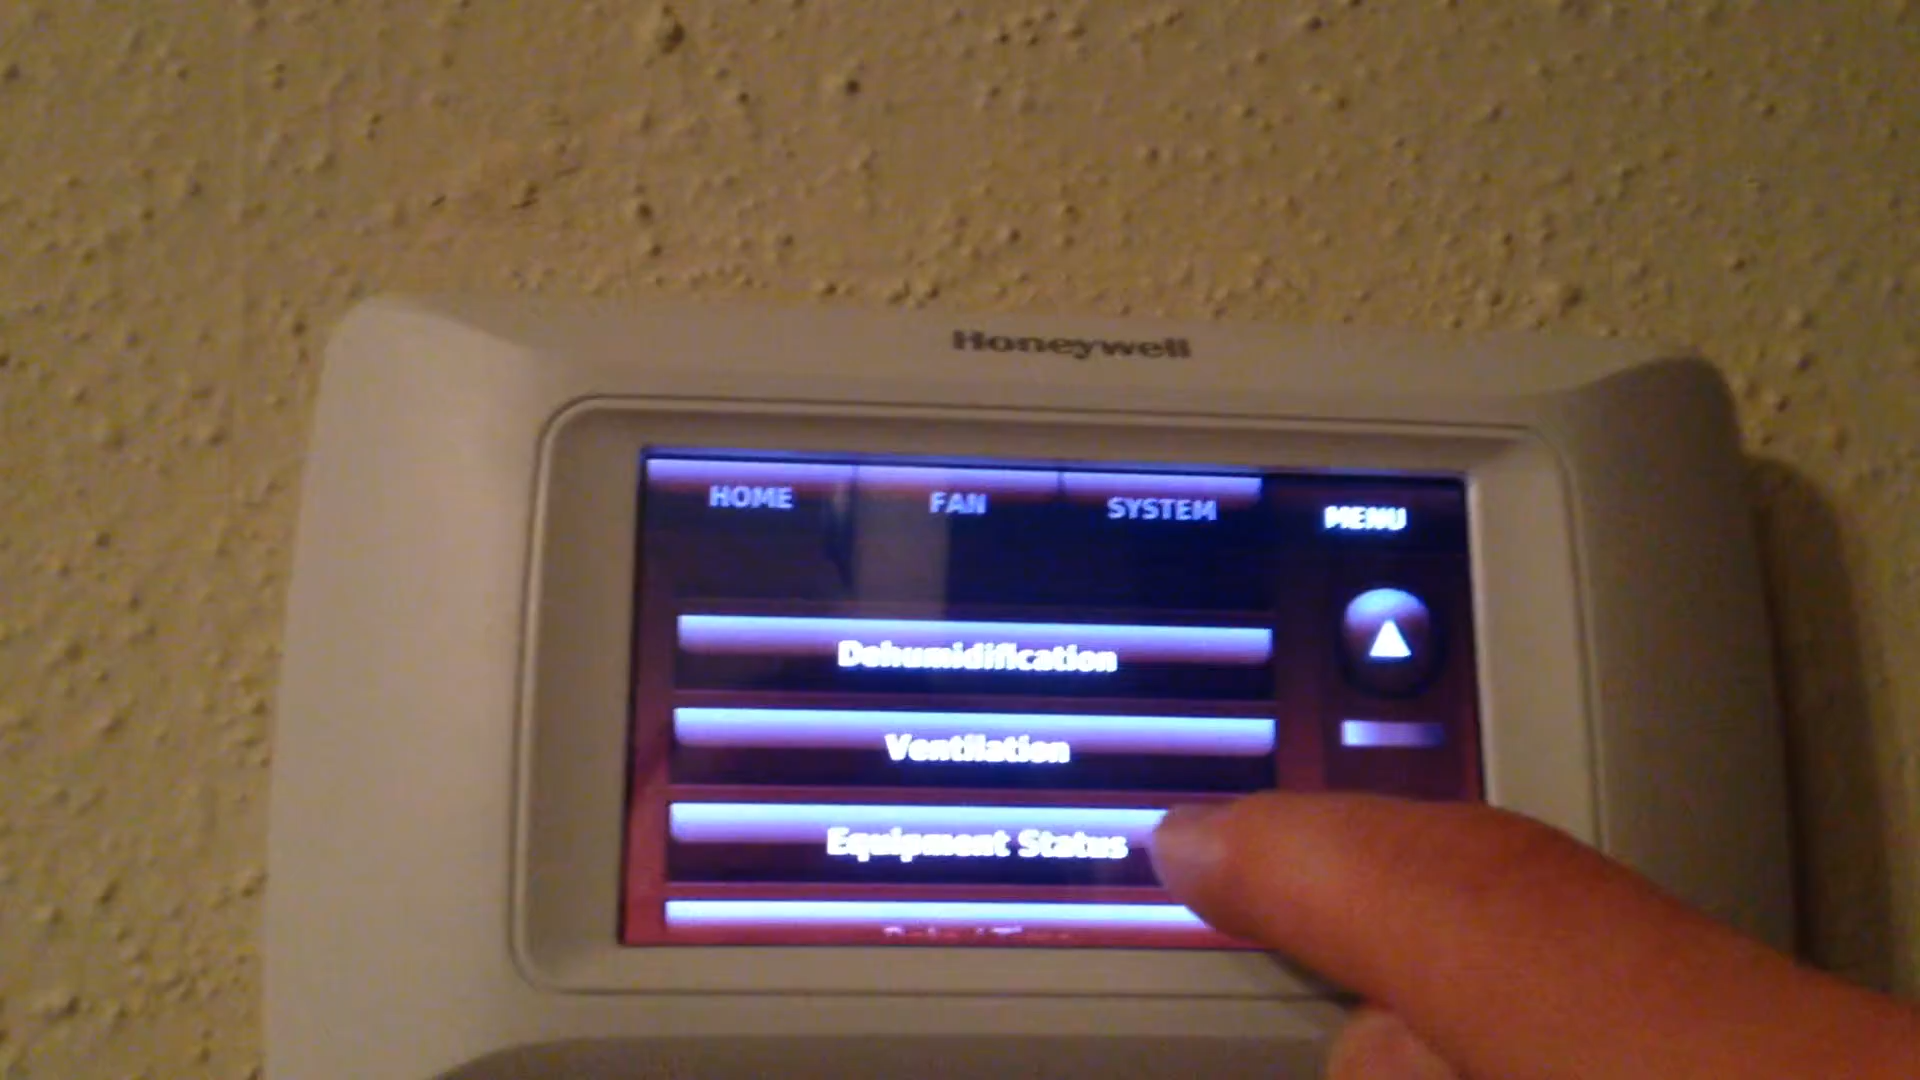 Honeywell
HOME FAN SYSTEM MENU
Dehumidification
Ventilation
Equipment Status